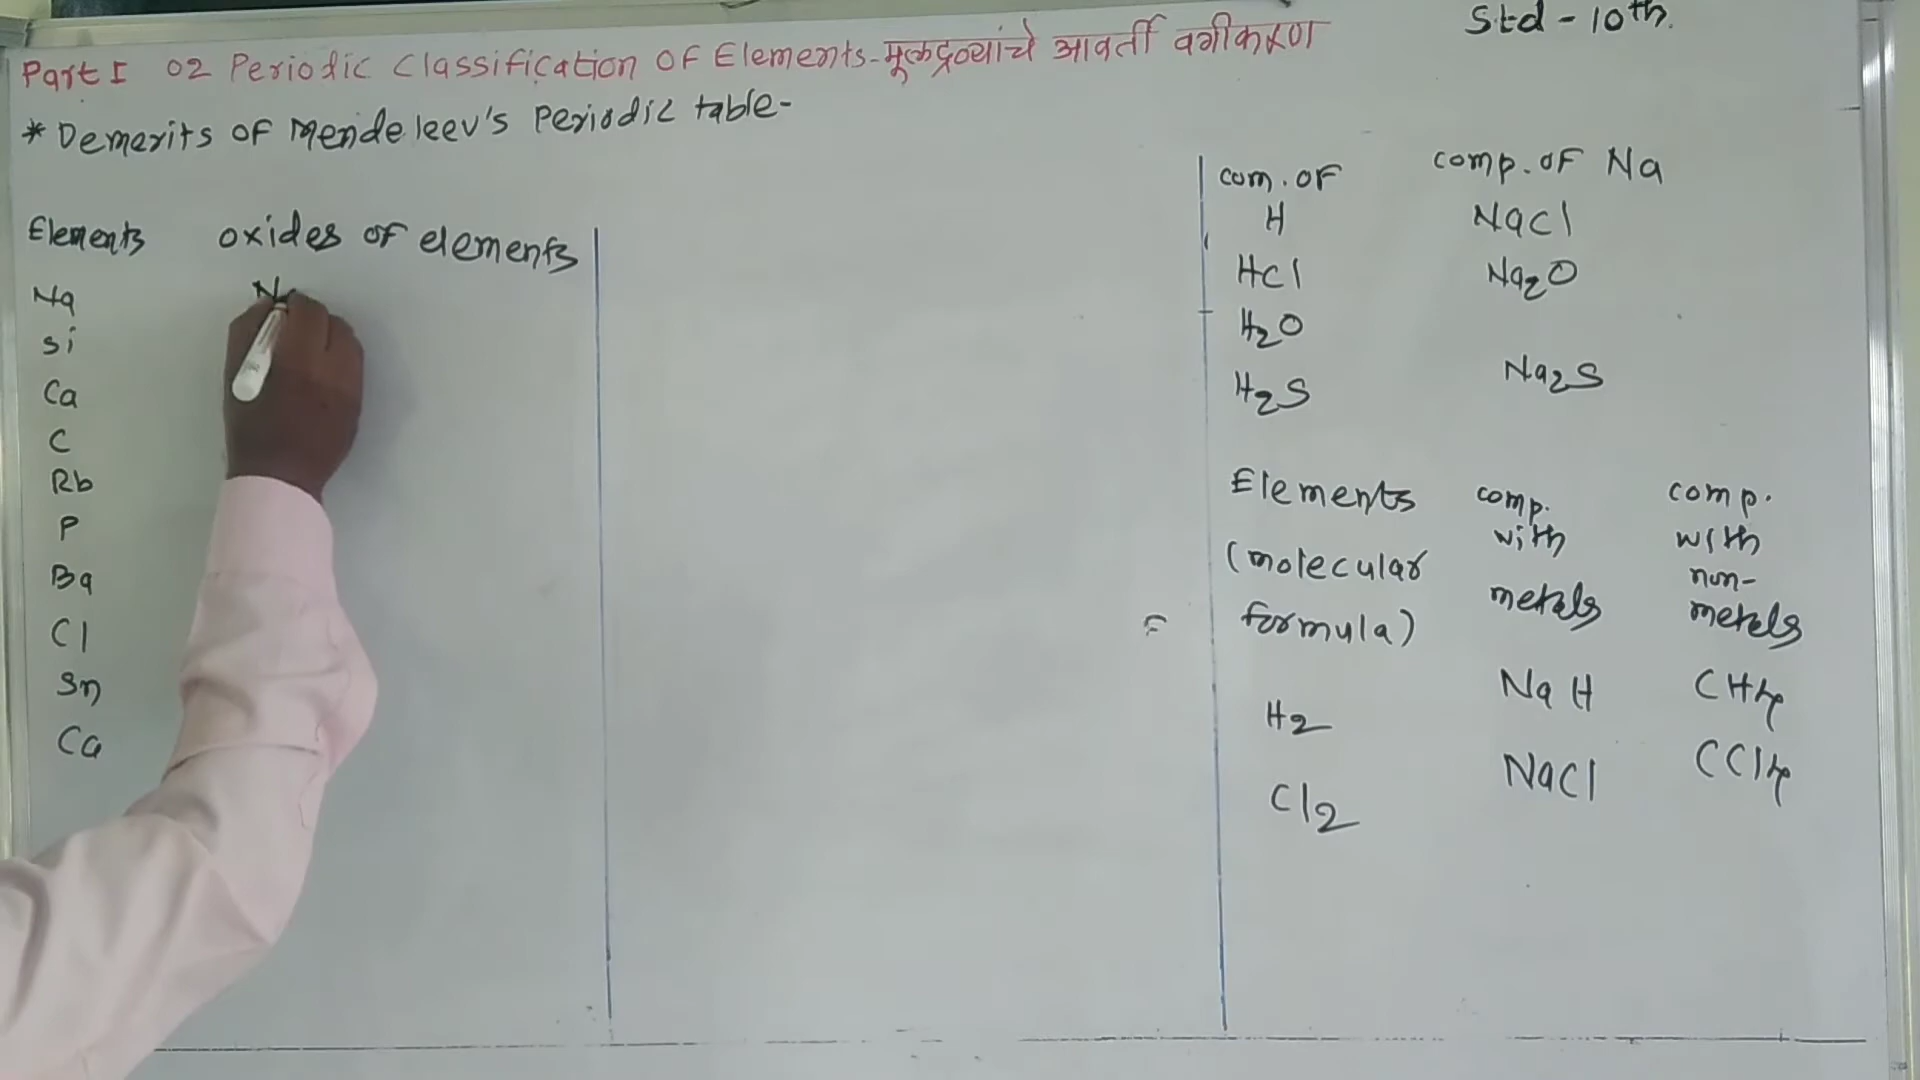 Std - 10th.
Part I 02 Periodic Classification OF Elements - मूलद्रव्यांचे आवर्ती वर्गीकरण
* Demerits OF Mendeleev's Periodic table-
Elements oxides of elements
Na Na
Si
Ca
C
Rb
P
Ba
Cl
Sn
Ca
com. OF H comp. OF Na
NaCl
HCl Na2O
H2O
H2S Na2S
Elements (molecular formula) comp. with metals comp. with non-metals
H2 NaH CH4
Cl2 NaCl CCl4